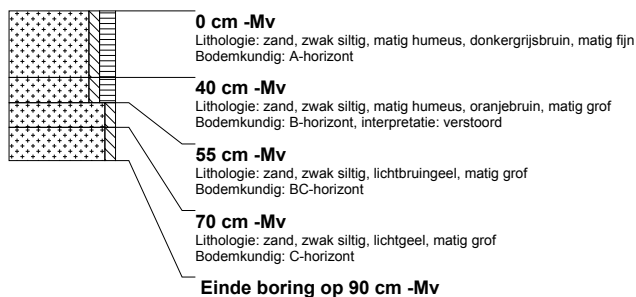 0 cm -Mv
Lithologie: zand, zwak siltig, matig humeus, donkergrijsbruin, matig fijn
Bodemkundig: A-horizont
40 cm -Mv
Lithologie: zand, zwak siltig, matig humeus, oranjebruin, matig grof
Bodemkundig: B-horizont, interpretatie: verstoord
55 cm -Mv
Lithologie: zand, zwak siltig, lichtbruingeel, matig grof
Bodemkundig: BC-horizont
70 cm -Mv
Lithologie: zand, zwak siltig, lichtgeel, matig grof
Bodemkundig: C-horizont
Einde boring op 90 cm -Mv